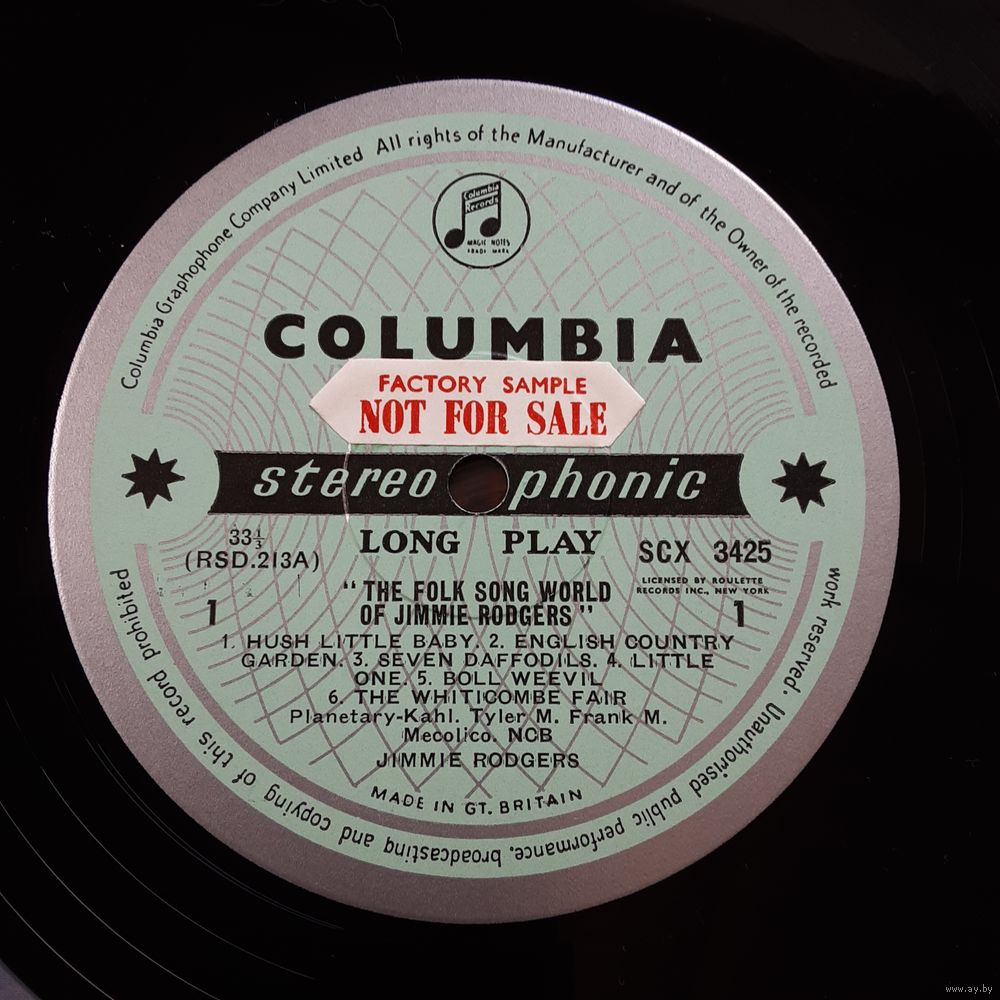 Columbia Graphophone Company Limited All rights of the Manufacturer and of the Owner of the recorded
work reserved. Unauthorised public performance, broadcasting and copying of this record prohibited
Columbia
Records
MAGIC NOTES
TRADE MARK
COLUMBIA
FACTORY SAMPLE
NOT FOR SALE
stereo phonic
33⅓ LONG PLAY SCX 3425
(RSD.213A)
LICENSED BY ROULETTE
RECORDS INC., NEW YORK
"THE FOLK SONG WORLD
1 OF JIMMIE RODGERS" 1
1. HUSH LITTLE BABY. 2. ENGLISH COUNTRY
GARDEN. 3. SEVEN DAFFODILS. 4. LITTLE
ONE. 5. BOLL WEEVIL
6. THE WHITICOMBE FAIR
Planetary-Kahl. Tyler M. Frank M.
Mecolico. NCB
JIMMIE RODGERS
MADE IN GT. BRITAIN
www.ay.by